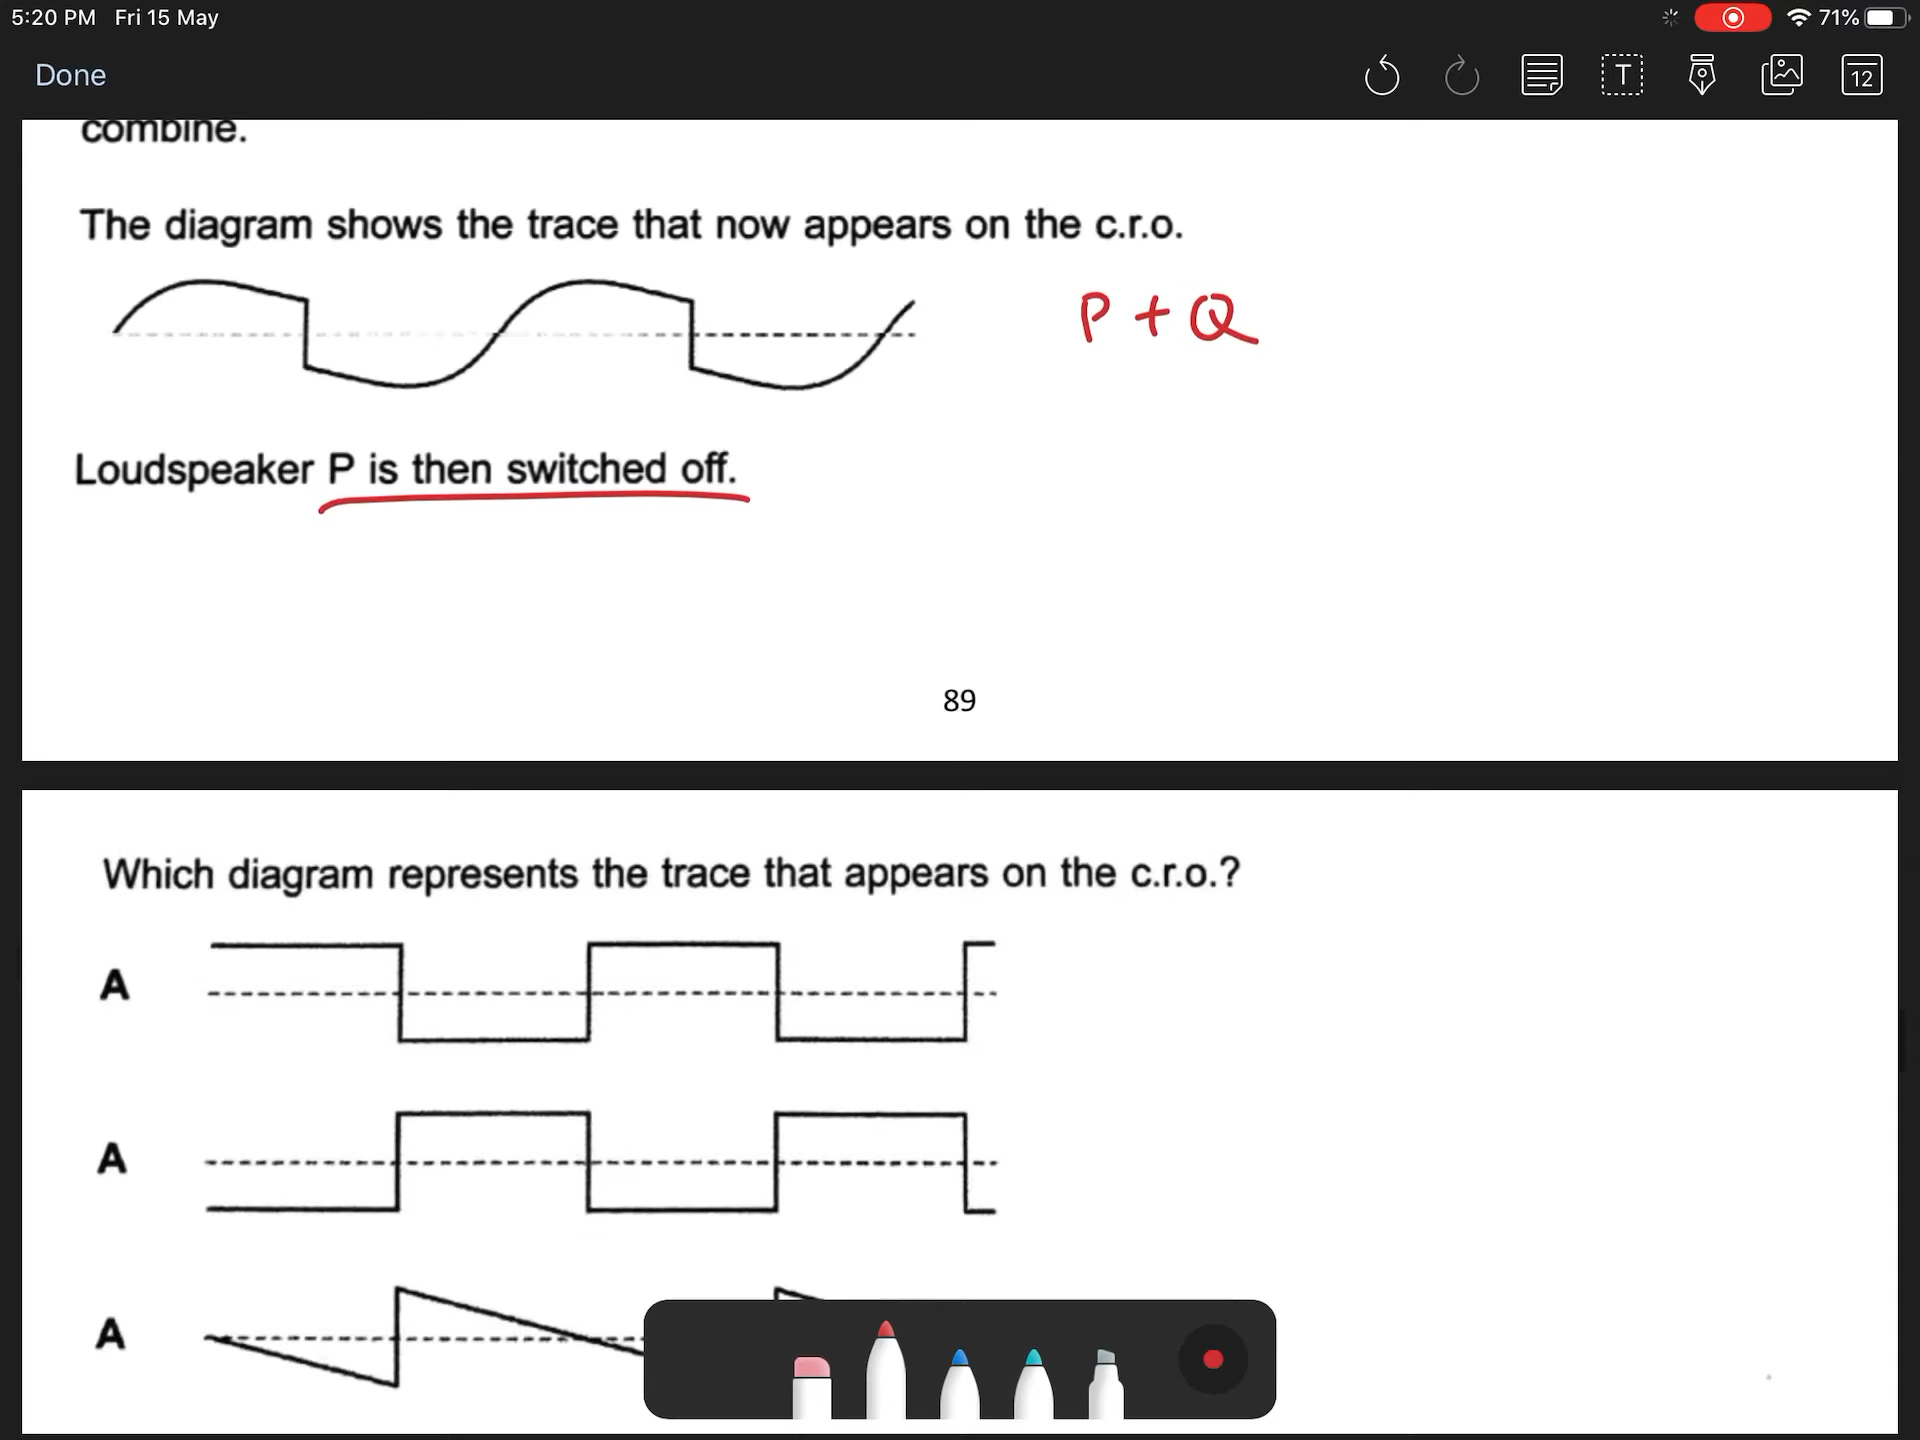 5:20 PM Fri 15 May
71%
Done
T
12
combine.
The diagram shows the trace that now appears on the c.r.o.
P + Q
Loudspeaker P is then switched off.
89
Which diagram represents the trace that appears on the c.r.o.?
A
A
A